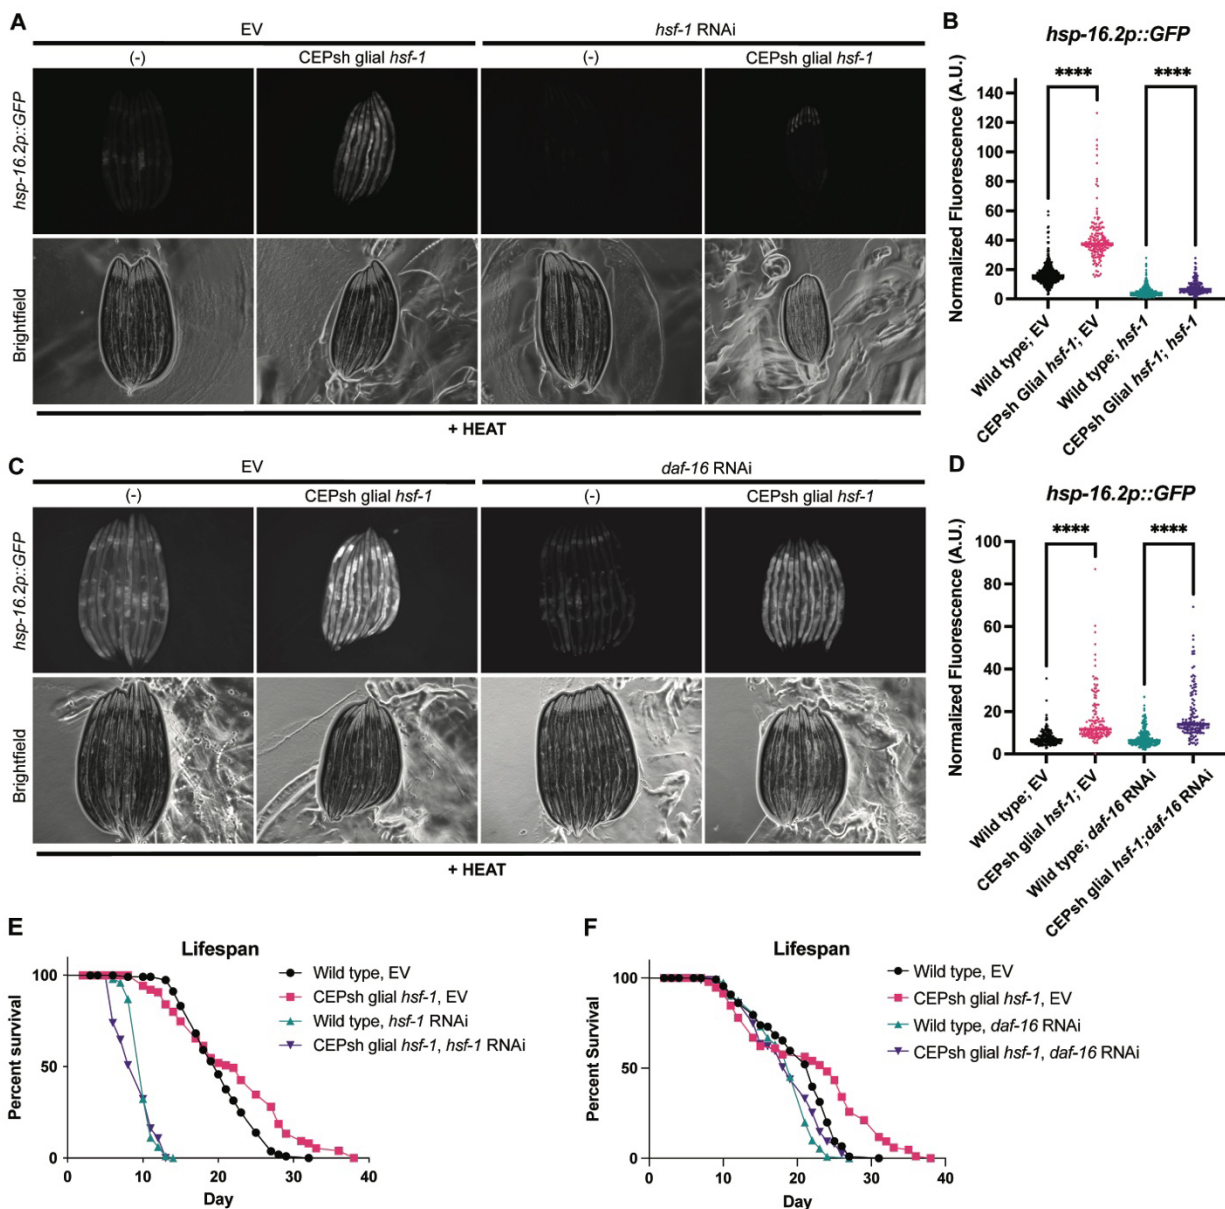 A
EV
hsf-1 RNAi
(-)
CEPsh glial hsf-1
(-)
CEPsh glial hsf-1
hsp-16.2p::GFP
Brightfield
+ HEAT
B
hsp-16.2p::GFP
Normalized Fluorescence (A.U.)
140
120
100
80
60
40
20
0
****
****
Wild type; EV
CEPsh Glial hsf-1; EV
Wild type; hsf-1
CEPsh Glial hsf-1; hsf-1
C
EV
daf-16 RNAi
(-)
CEPsh glial hsf-1
(-)
CEPsh glial hsf-1
hsp-16.2p::GFP
Brightfield
+ HEAT
D
hsp-16.2p::GFP
Normalized Fluorescence (A.U.)
100
80
60
40
20
0
****
****
Wild type; EV
CEPsh glial hsf-1; EV
Wild type; daf-16 RNAi
CEPsh glial hsf-1;daf-16 RNAi
E
Lifespan
Percent survival
100
50
0
0 10 20 30 40
Day
Wild type, EV
CEPsh glial hsf-1, EV
Wild type, hsf-1 RNAi
CEPsh glial hsf-1, hsf-1 RNAi
F
Lifespan
Percent Survival
100
50
0
0 10 20 30 40
Day
Wild type, EV
CEPsh glial hsf-1, EV
Wild type, daf-16 RNAi
CEPsh glial hsf-1, daf-16 RNAi